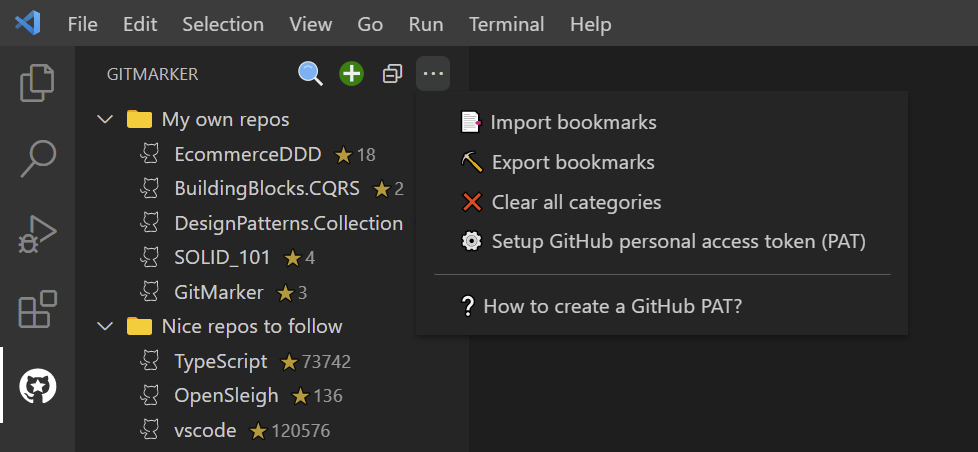 File Edit Selection View Go Run Terminal Help
GITMARKER
My own repos
EcommerceDDD 18
BuildingBlocks.CQRS 2
DesignPatterns.Collection
SOLID_101 4
GitMarker 3
Nice repos to follow
TypeScript 73742
OpenSleigh 136
vscode 120576
Import bookmarks
Export bookmarks
Clear all categories
Setup GitHub personal access token (PAT)
? How to create a GitHub PAT?